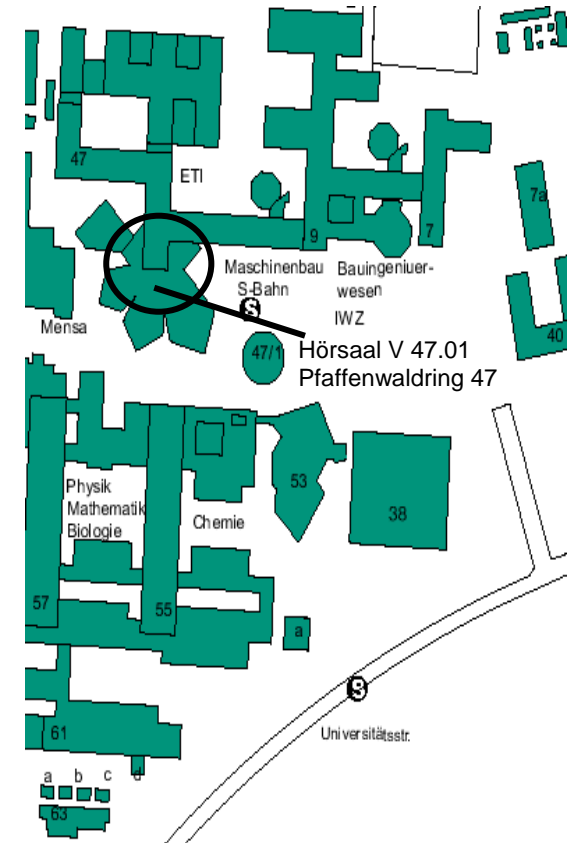 7a
47
ETI
9
7
Maschinenbau
S-Bahn
S
Bauingeniuer-
wesen
IWZ
Mensa
47/1
40
Hörsaal V 47.01
Pfaffenwaldring 47
Physik
Mathematik
Biologie
Chemie
53
38
57
55
a
S
Universitätsstr.
61
a b c d
63